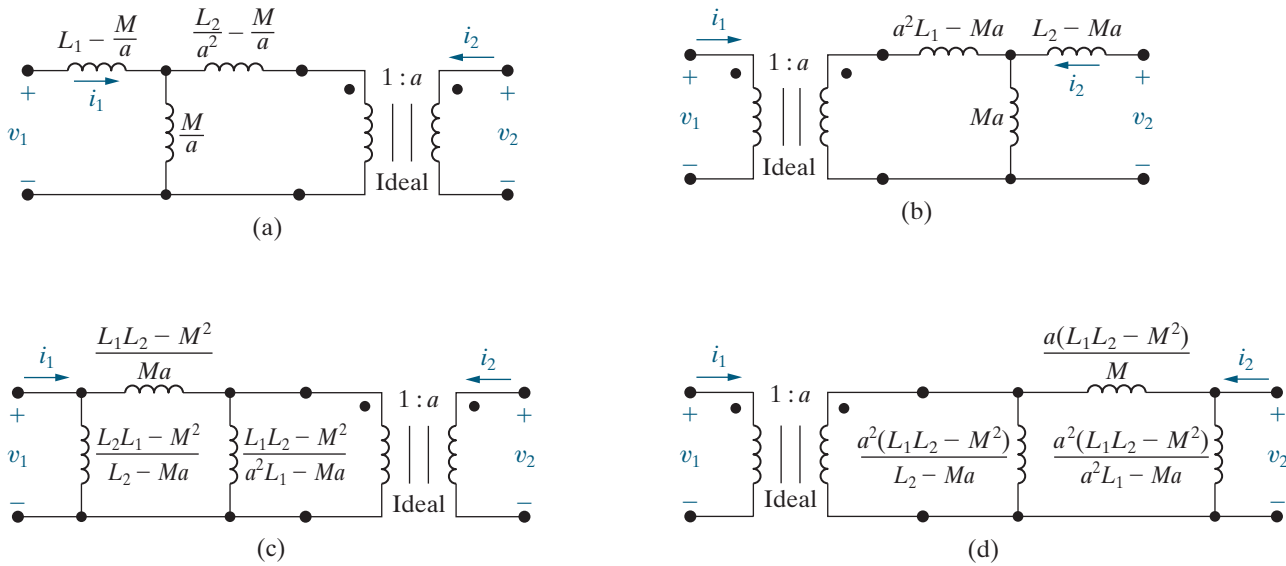 L₁ − M/a
L₂/a² − M/a
i₂
+
i₁
1 : a
+
v₁
M/a
v₂
−
Ideal
−
(a)
i₁
a²L₁ − Ma
L₂ − Ma
+
1 : a
i₂
+
v₁
Ma
v₂
−
Ideal
−
(b)
i₁
(L₁L₂ − M²)/Ma
i₂
+
1 : a
+
v₁
(L₂L₁ − M²)/(L₂ − Ma)
(L₁L₂ − M²)/(a²L₁ − Ma)
v₂
−
Ideal
−
(c)
i₁
a(L₁L₂ − M²)/M
i₂
+
1 : a
+
v₁
a²(L₁L₂ − M²)/(L₂ − Ma)
a²(L₁L₂ − M²)/(a²L₁ − Ma)
v₂
−
Ideal
−
(d)